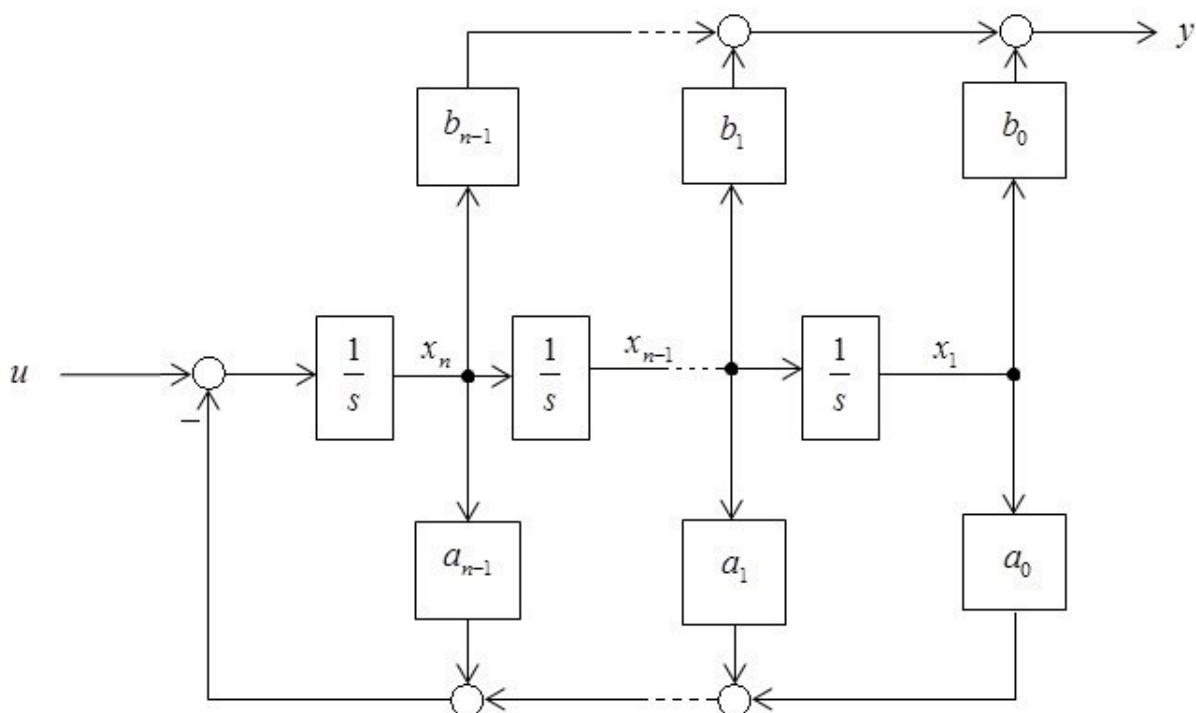 y
b_{n-1} b_1 b_0
u 1/s x_n 1/s x_{n-1} 1/s x_1
−
a_{n-1} a_1 a_0